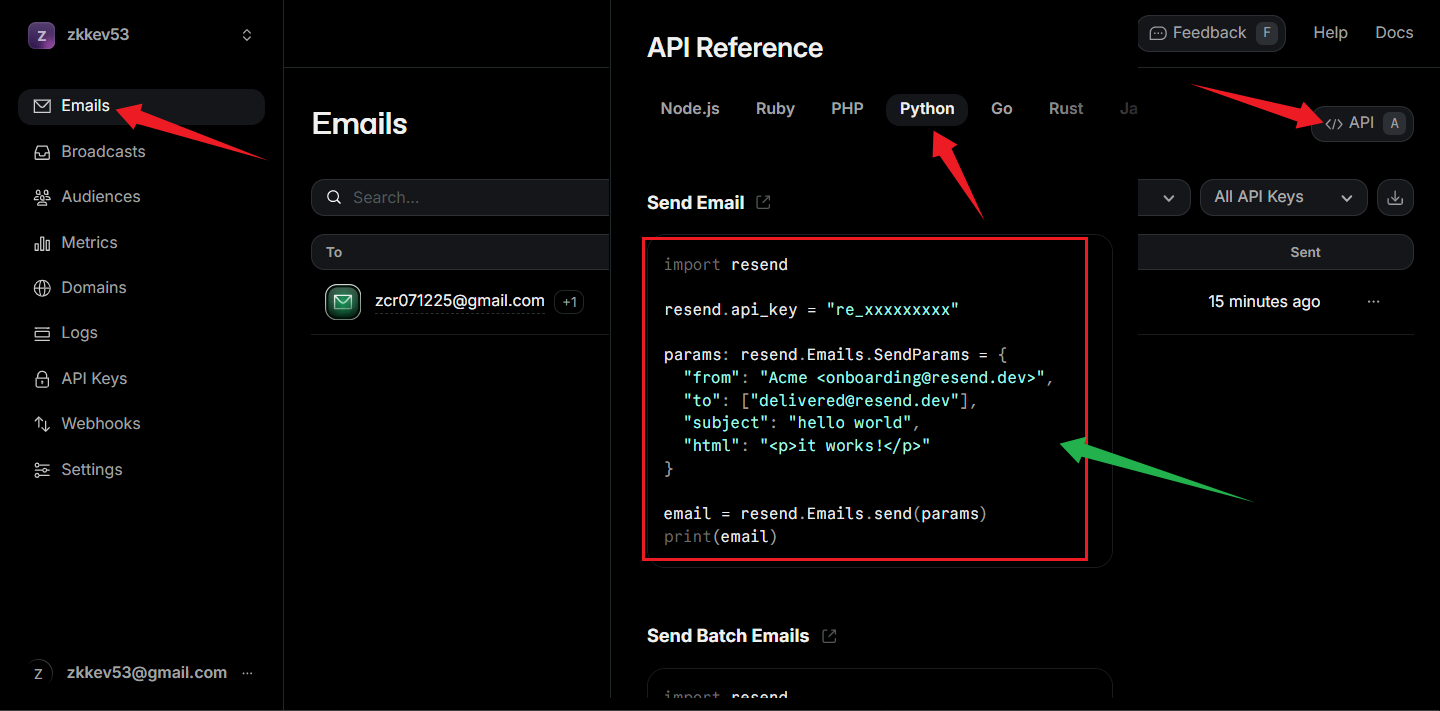 Z zkkev53
Emails
Broadcasts
Audiences
Metrics
Domains
Logs
API Keys
Webhooks
Settings
Z zkkev53@gmail.com ...
Emails
Search...
To
zcr071225@gmail.com +1
API Reference
Node.js Ruby PHP Python Go Rust Ja
Send Email
import resend
resend.api_key = "re_xxxxxxxxx"
params: resend.Emails.SendParams = {
"from": "Acme <onboarding@resend.dev>",
"to": ["delivered@resend.dev"],
"subject": "hello world",
"html": "<p>it works!</p>"
}
email = resend.Emails.send(params)
print(email)
Send Batch Emails
import resend
Feedback F Help Docs
</> API A
All API Keys
Sent
15 minutes ago ...